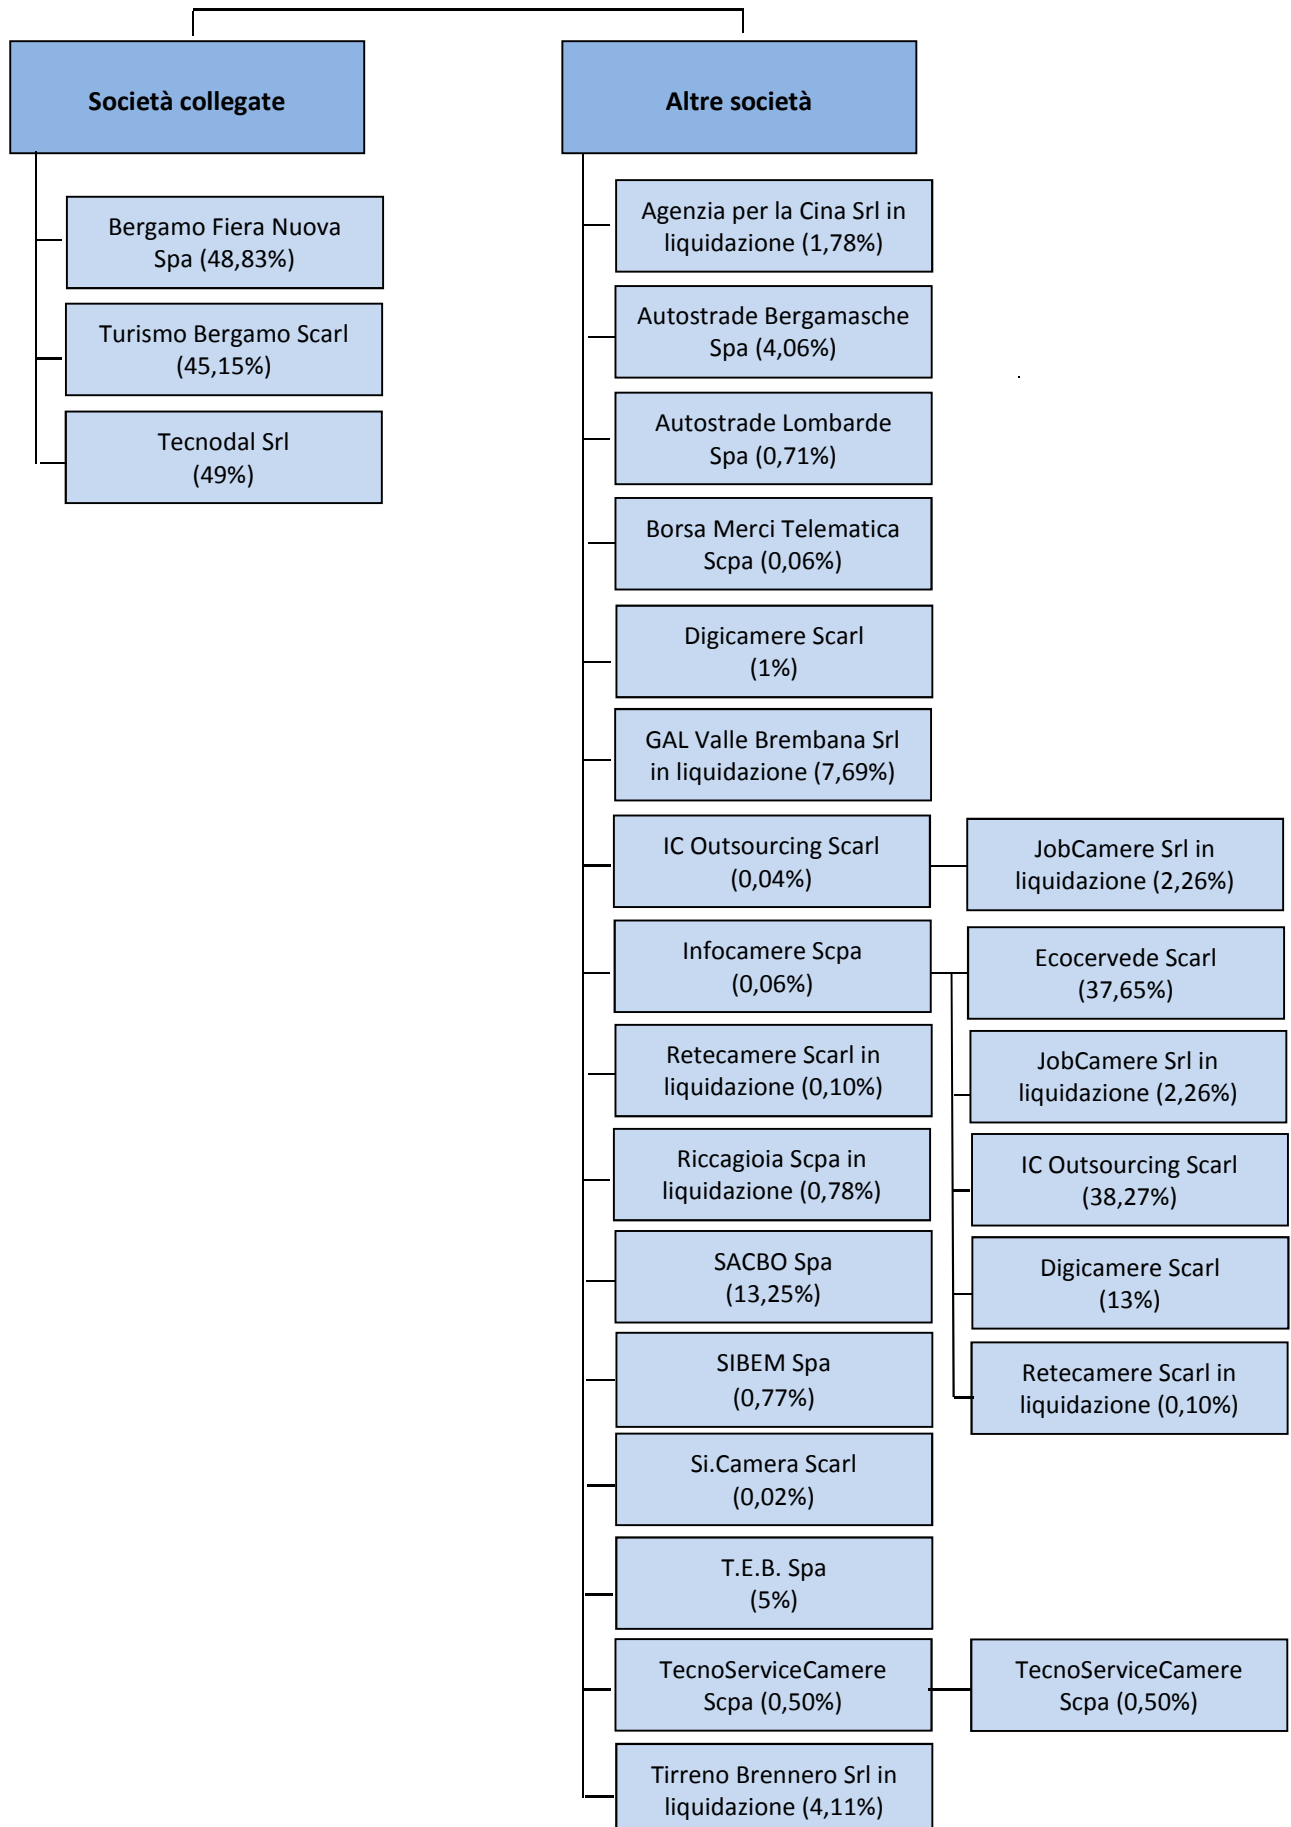 Società collegate
Altre società
Bergamo Fiera Nuova
Spa (48,83%)
Turismo Bergamo Scarl
(45,15%)
Tecnodal Srl
(49%)
Agenzia per la Cina Srl in
liquidazione (1,78%)
Autostrade Bergamasche
Spa (4,06%)
Autostrade Lombarde
Spa (0,71%)
Borsa Merci Telematica
Scpa (0,06%)
Digicamere Scarl
(1%)
GAL Valle Brembana Srl
in liquidazione (7,69%)
IC Outsourcing Scarl
(0,04%)
JobCamere Srl in
liquidazione (2,26%)
Infocamere Scpa
(0,06%)
Ecocervede Scarl
(37,65%)
JobCamere Srl in
liquidazione (2,26%)
IC Outsourcing Scarl
(38,27%)
Digicamere Scarl
(13%)
Retecamere Scarl in
liquidazione (0,10%)
Retecamere Scarl in
liquidazione (0,10%)
Riccagioia Scpa in
liquidazione (0,78%)
SACBO Spa
(13,25%)
SIBEM Spa
(0,77%)
Si.Camera Scarl
(0,02%)
T.E.B. Spa
(5%)
TecnoServiceCamere
Scpa (0,50%)
TecnoServiceCamere
Scpa (0,50%)
Tirreno Brennero Srl in
liquidazione (4,11%)